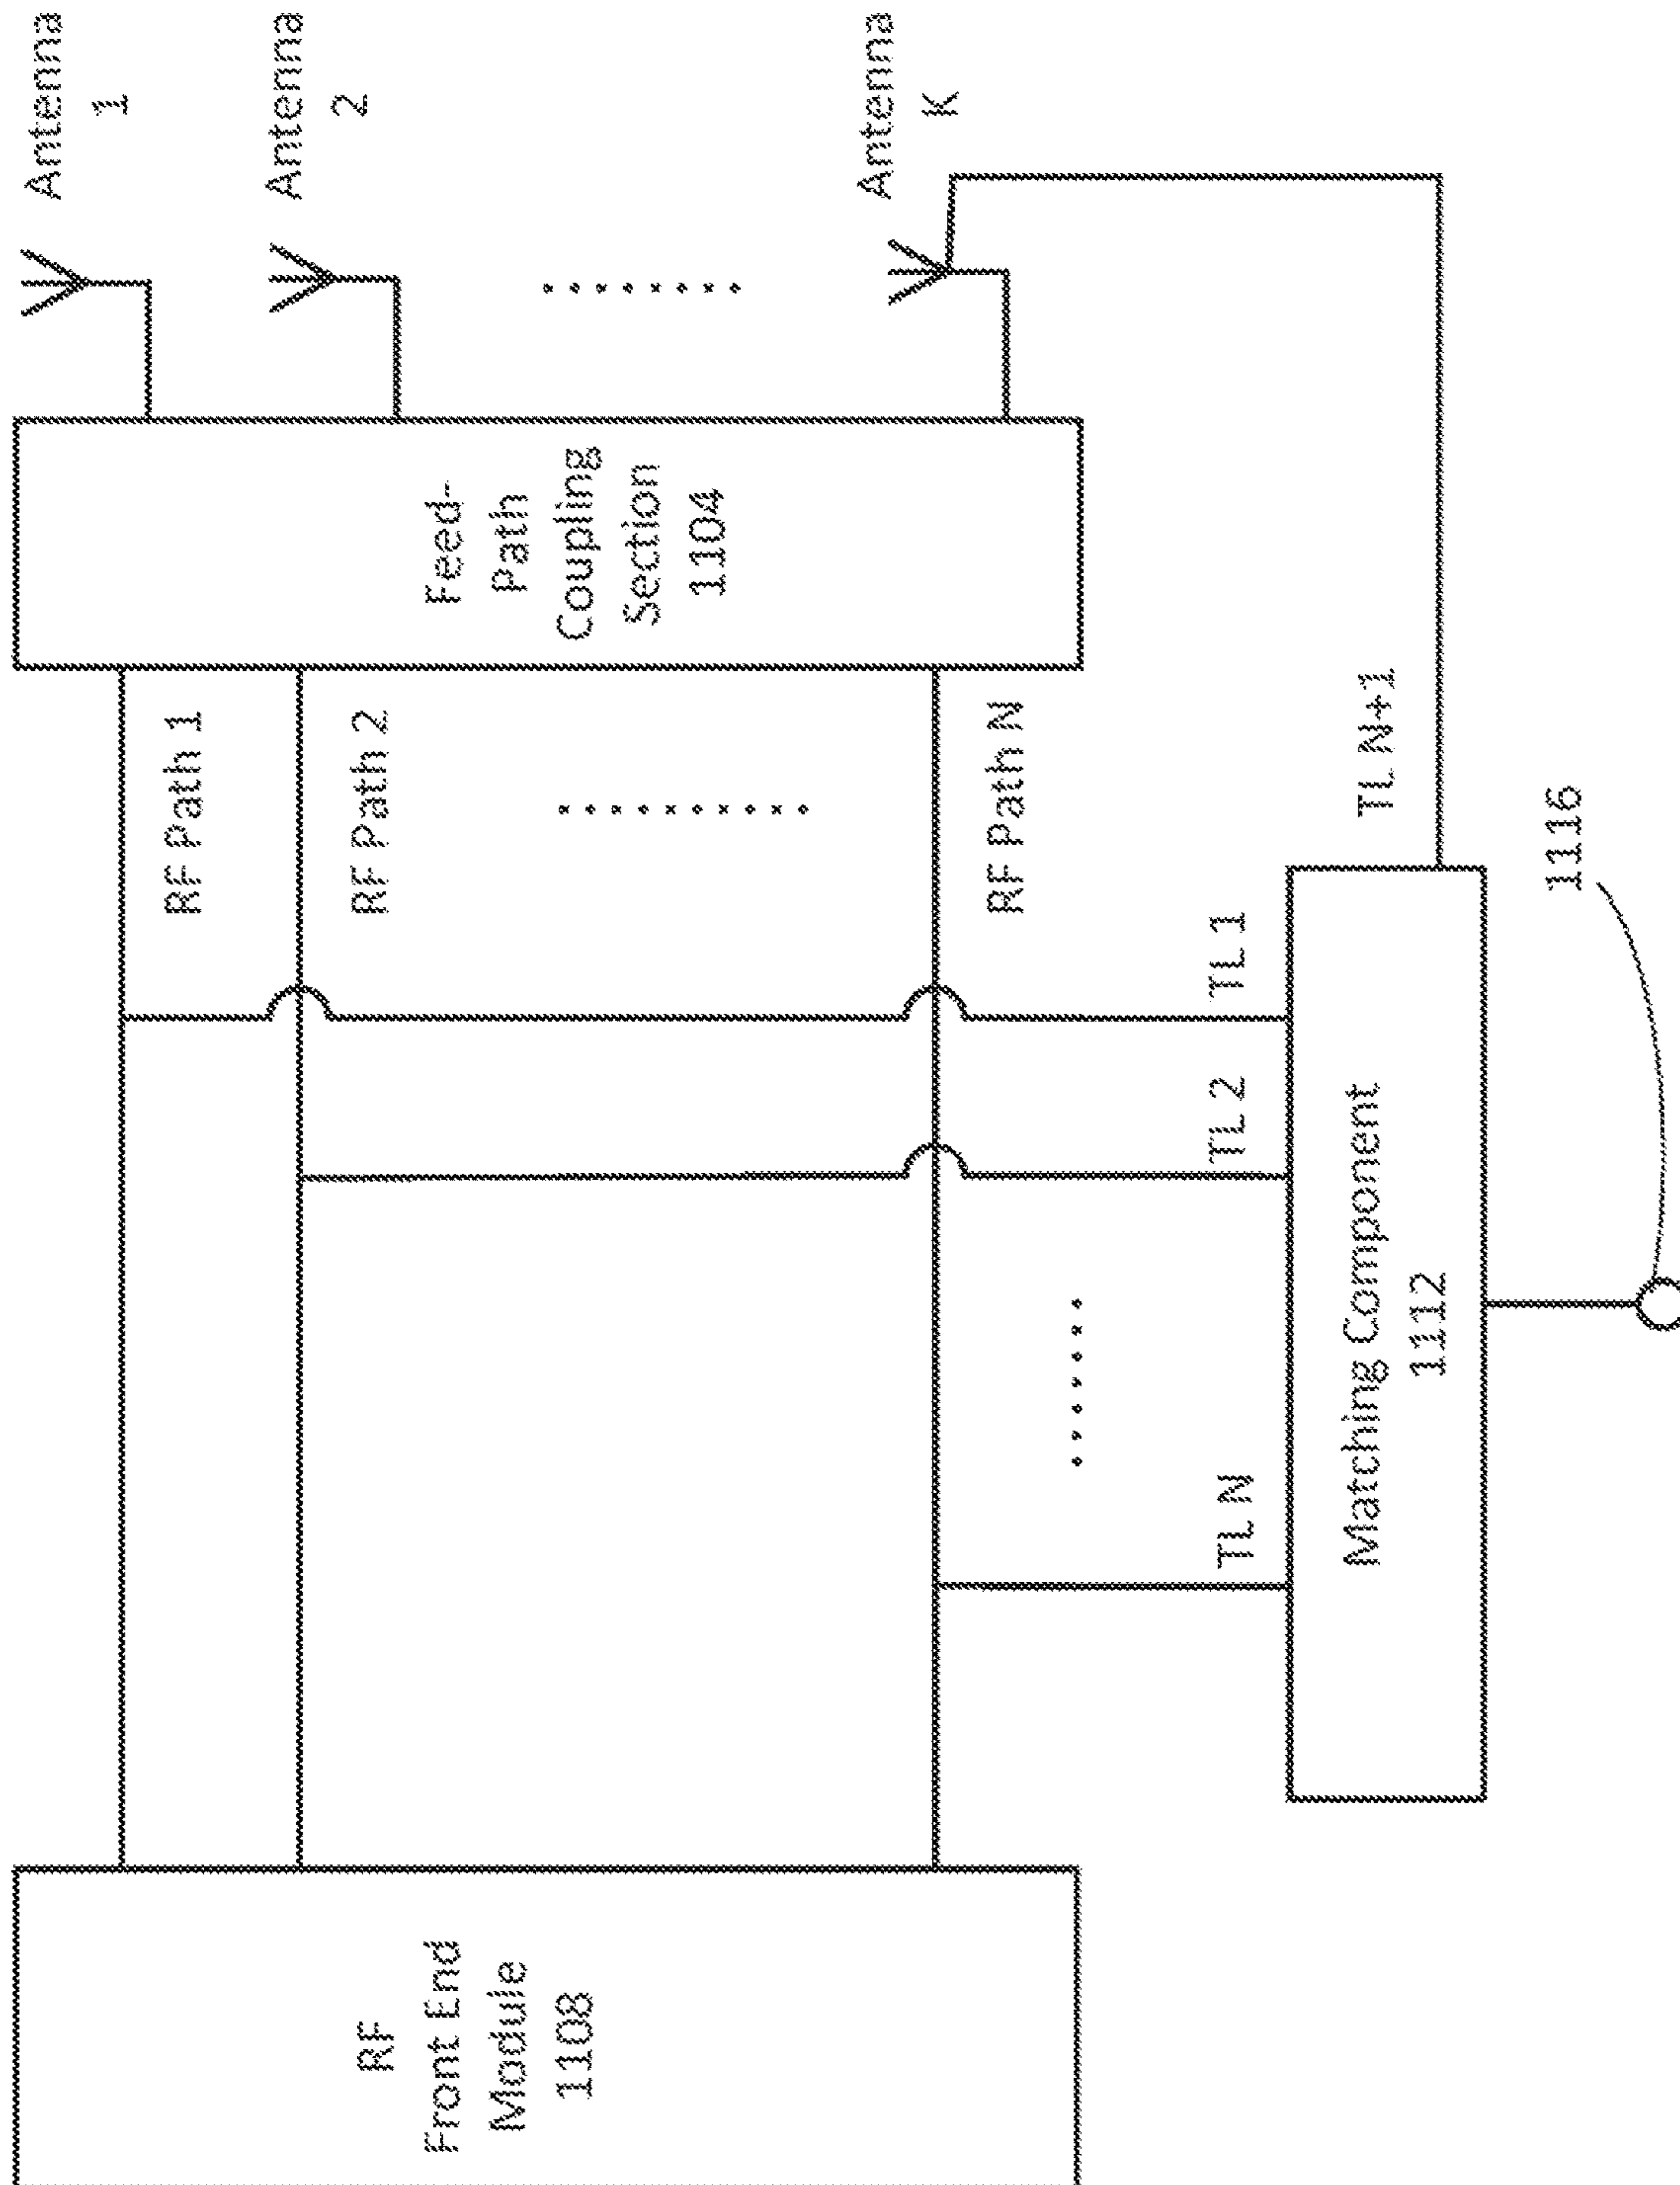 Antenna
1
Antenna
2
Antenna
K
Feed-
Path
Coupling
Section
1104
RF Path 1
RF Path 2
RF Path N
TL 1
TL 2
TL N
TL N+1
RF
Front End
Module
1108
Matching Component
1112
1116